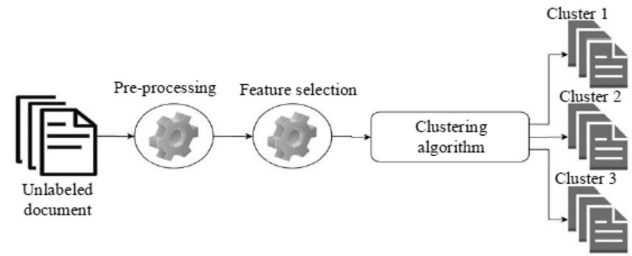 Unlabeled
document
Pre-processing
Feature selection
Clustering
algorithm
Cluster 1
Cluster 2
Cluster 3